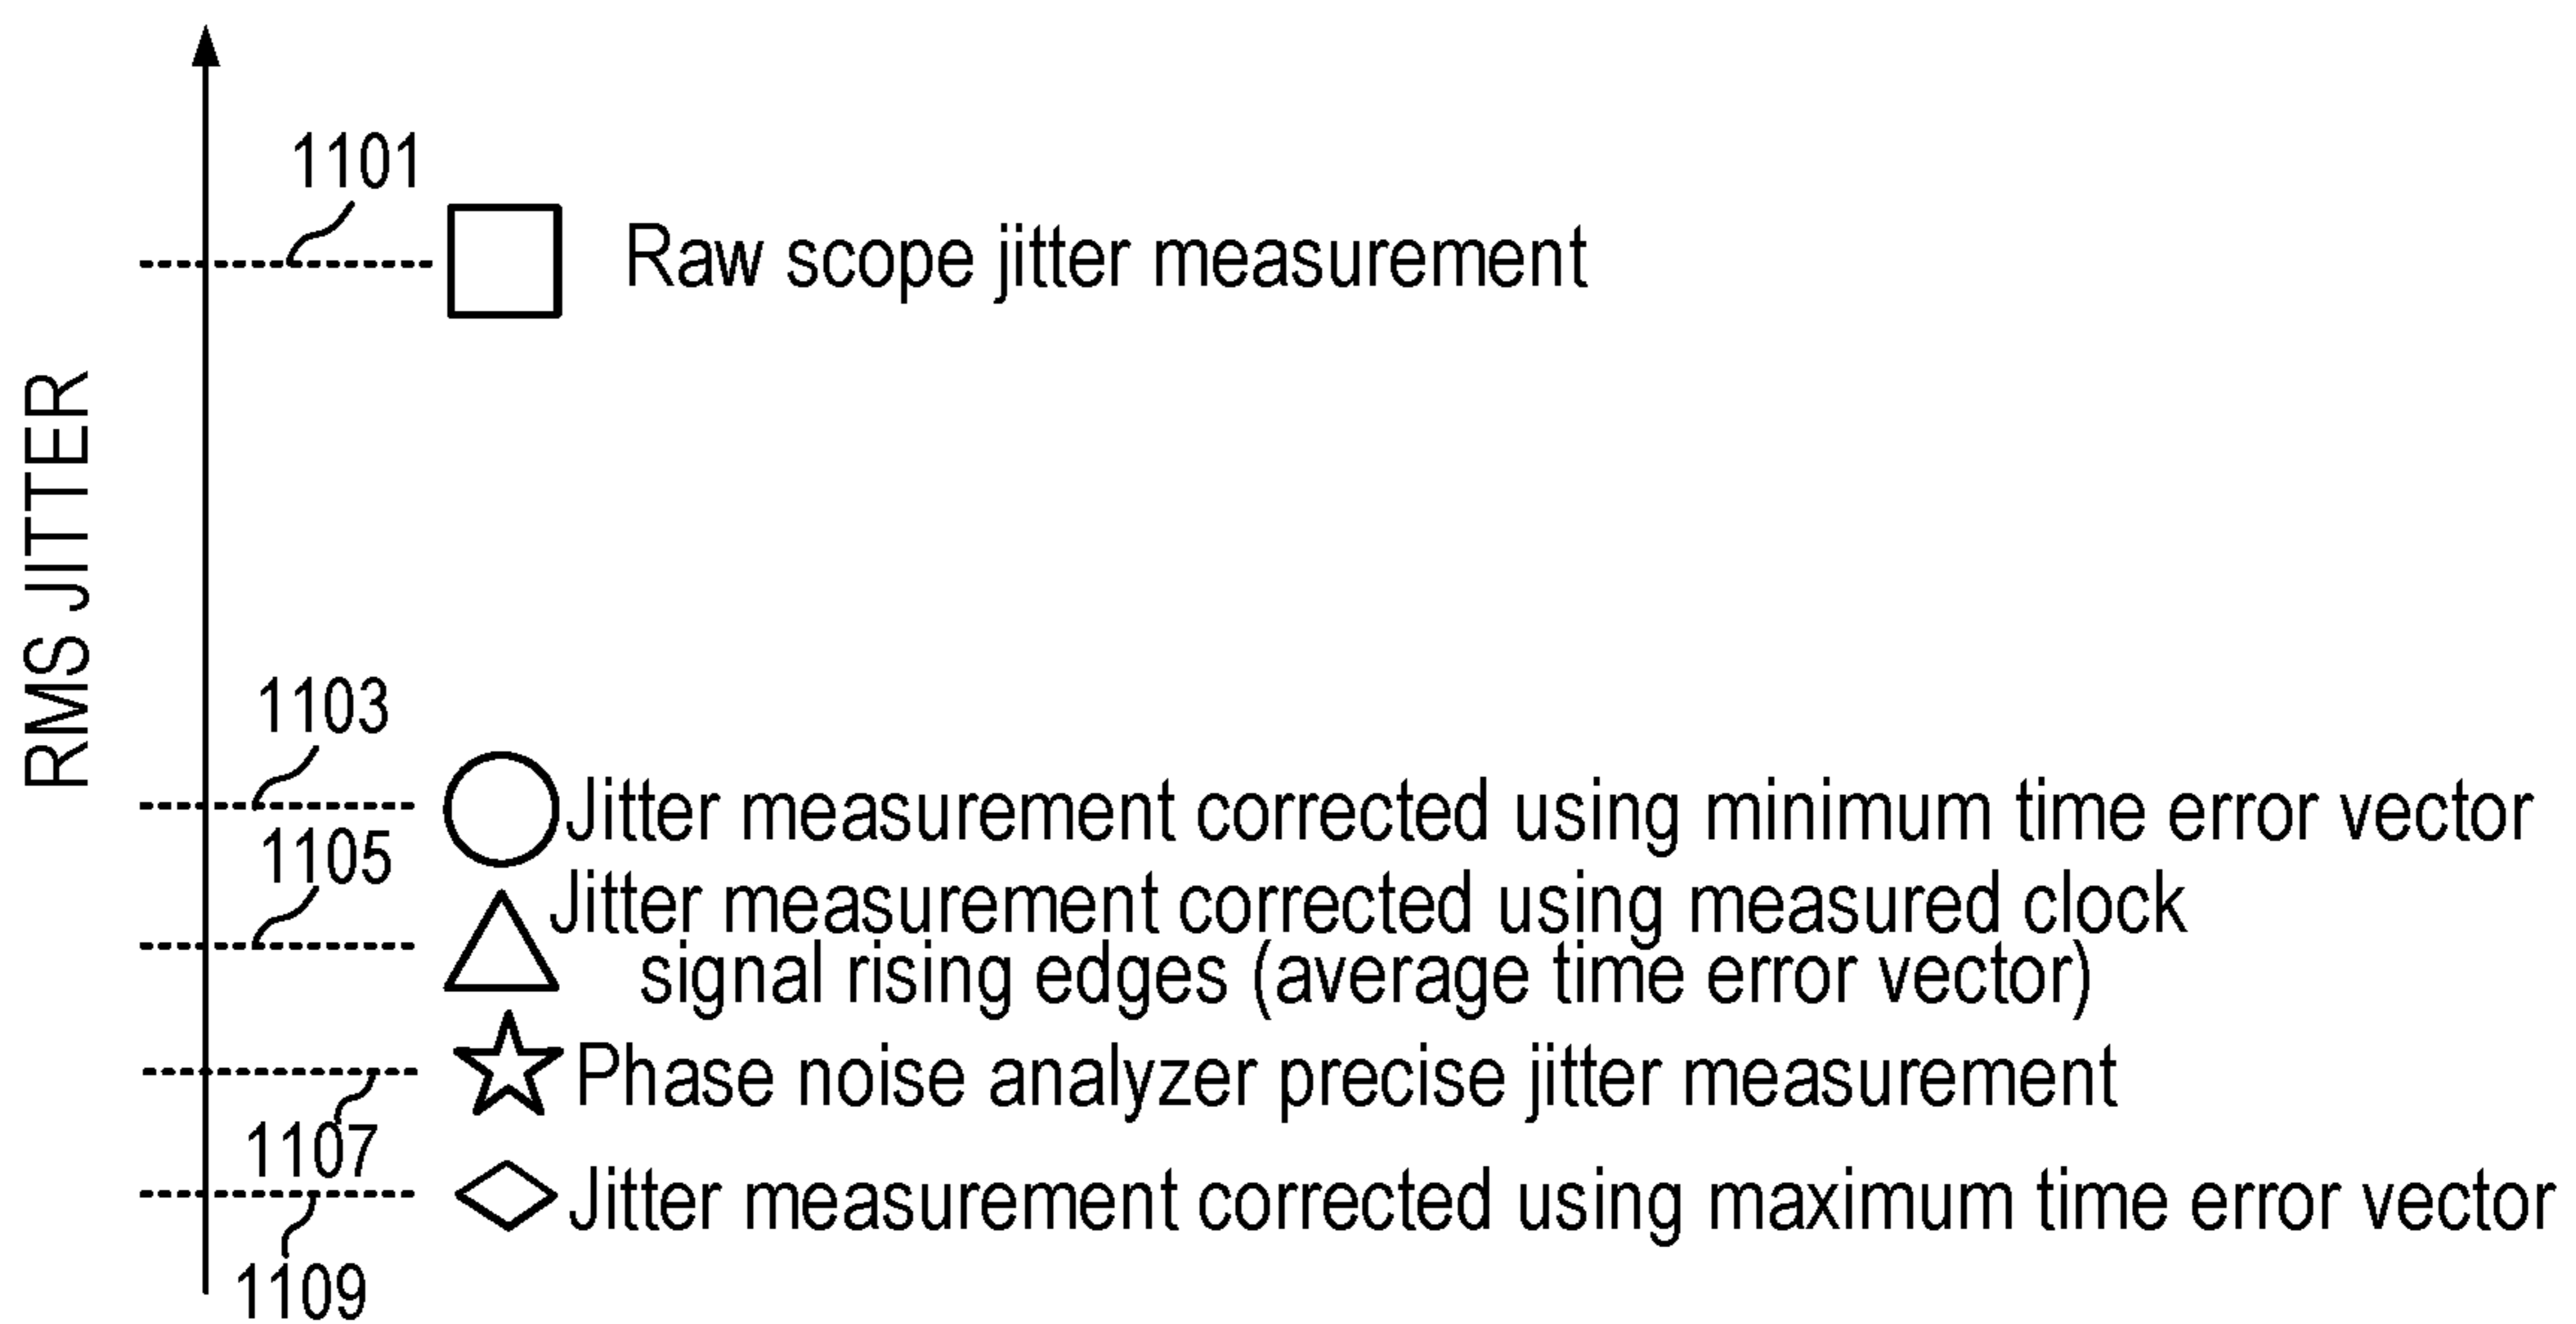 RMS JITTER
1101
Raw scope jitter measurement
1103
Jitter measurement corrected using minimum time error vector
1105
Jitter measurement corrected using measured clock
signal rising edges (average time error vector)
Phase noise analyzer precise jitter measurement
1107
Jitter measurement corrected using maximum time error vector
1109